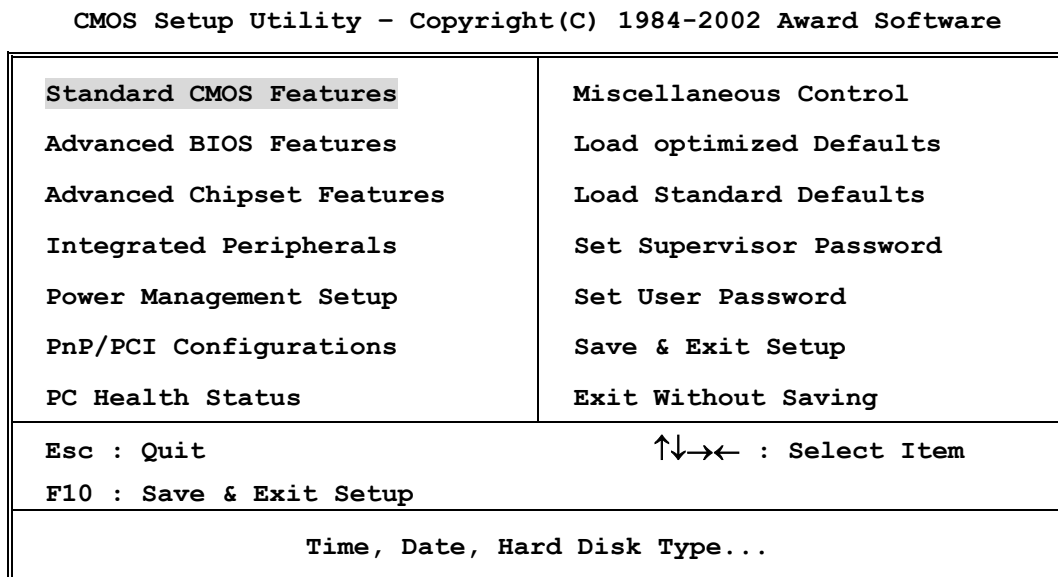 CMOS Setup Utility – Copyright(C) 1984-2002 Award Software
Standard CMOS Features
Advanced BIOS Features
Advanced Chipset Features
Integrated Peripherals
Power Management Setup
PnP/PCI Configurations
PC Health Status
Miscellaneous Control
Load optimized Defaults
Load Standard Defaults
Set Supervisor Password
Set User Password
Save & Exit Setup
Exit Without Saving
Esc : Quit
↑↓→← : Select Item
F10 : Save & Exit Setup
Time, Date, Hard Disk Type...